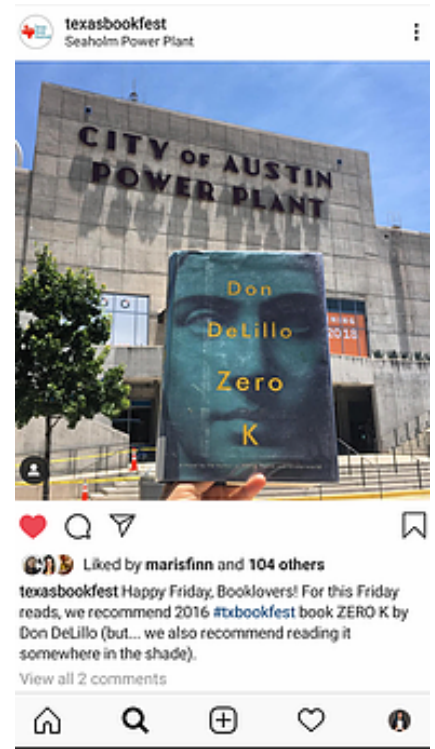 texasbookfest
Seaholm Power Plant
CITY OF AUSTIN
POWER PLANT
2018
Don
DeLillo
Zero
K
Liked by marisfinn and 104 others
texasbookfest Happy Friday, Booklovers! For this Friday
reads, we recommend 2016 #txbookfest book ZERO K by
Don DeLillo (but... we also recommend reading it
somewhere in the shade).
View all 2 comments